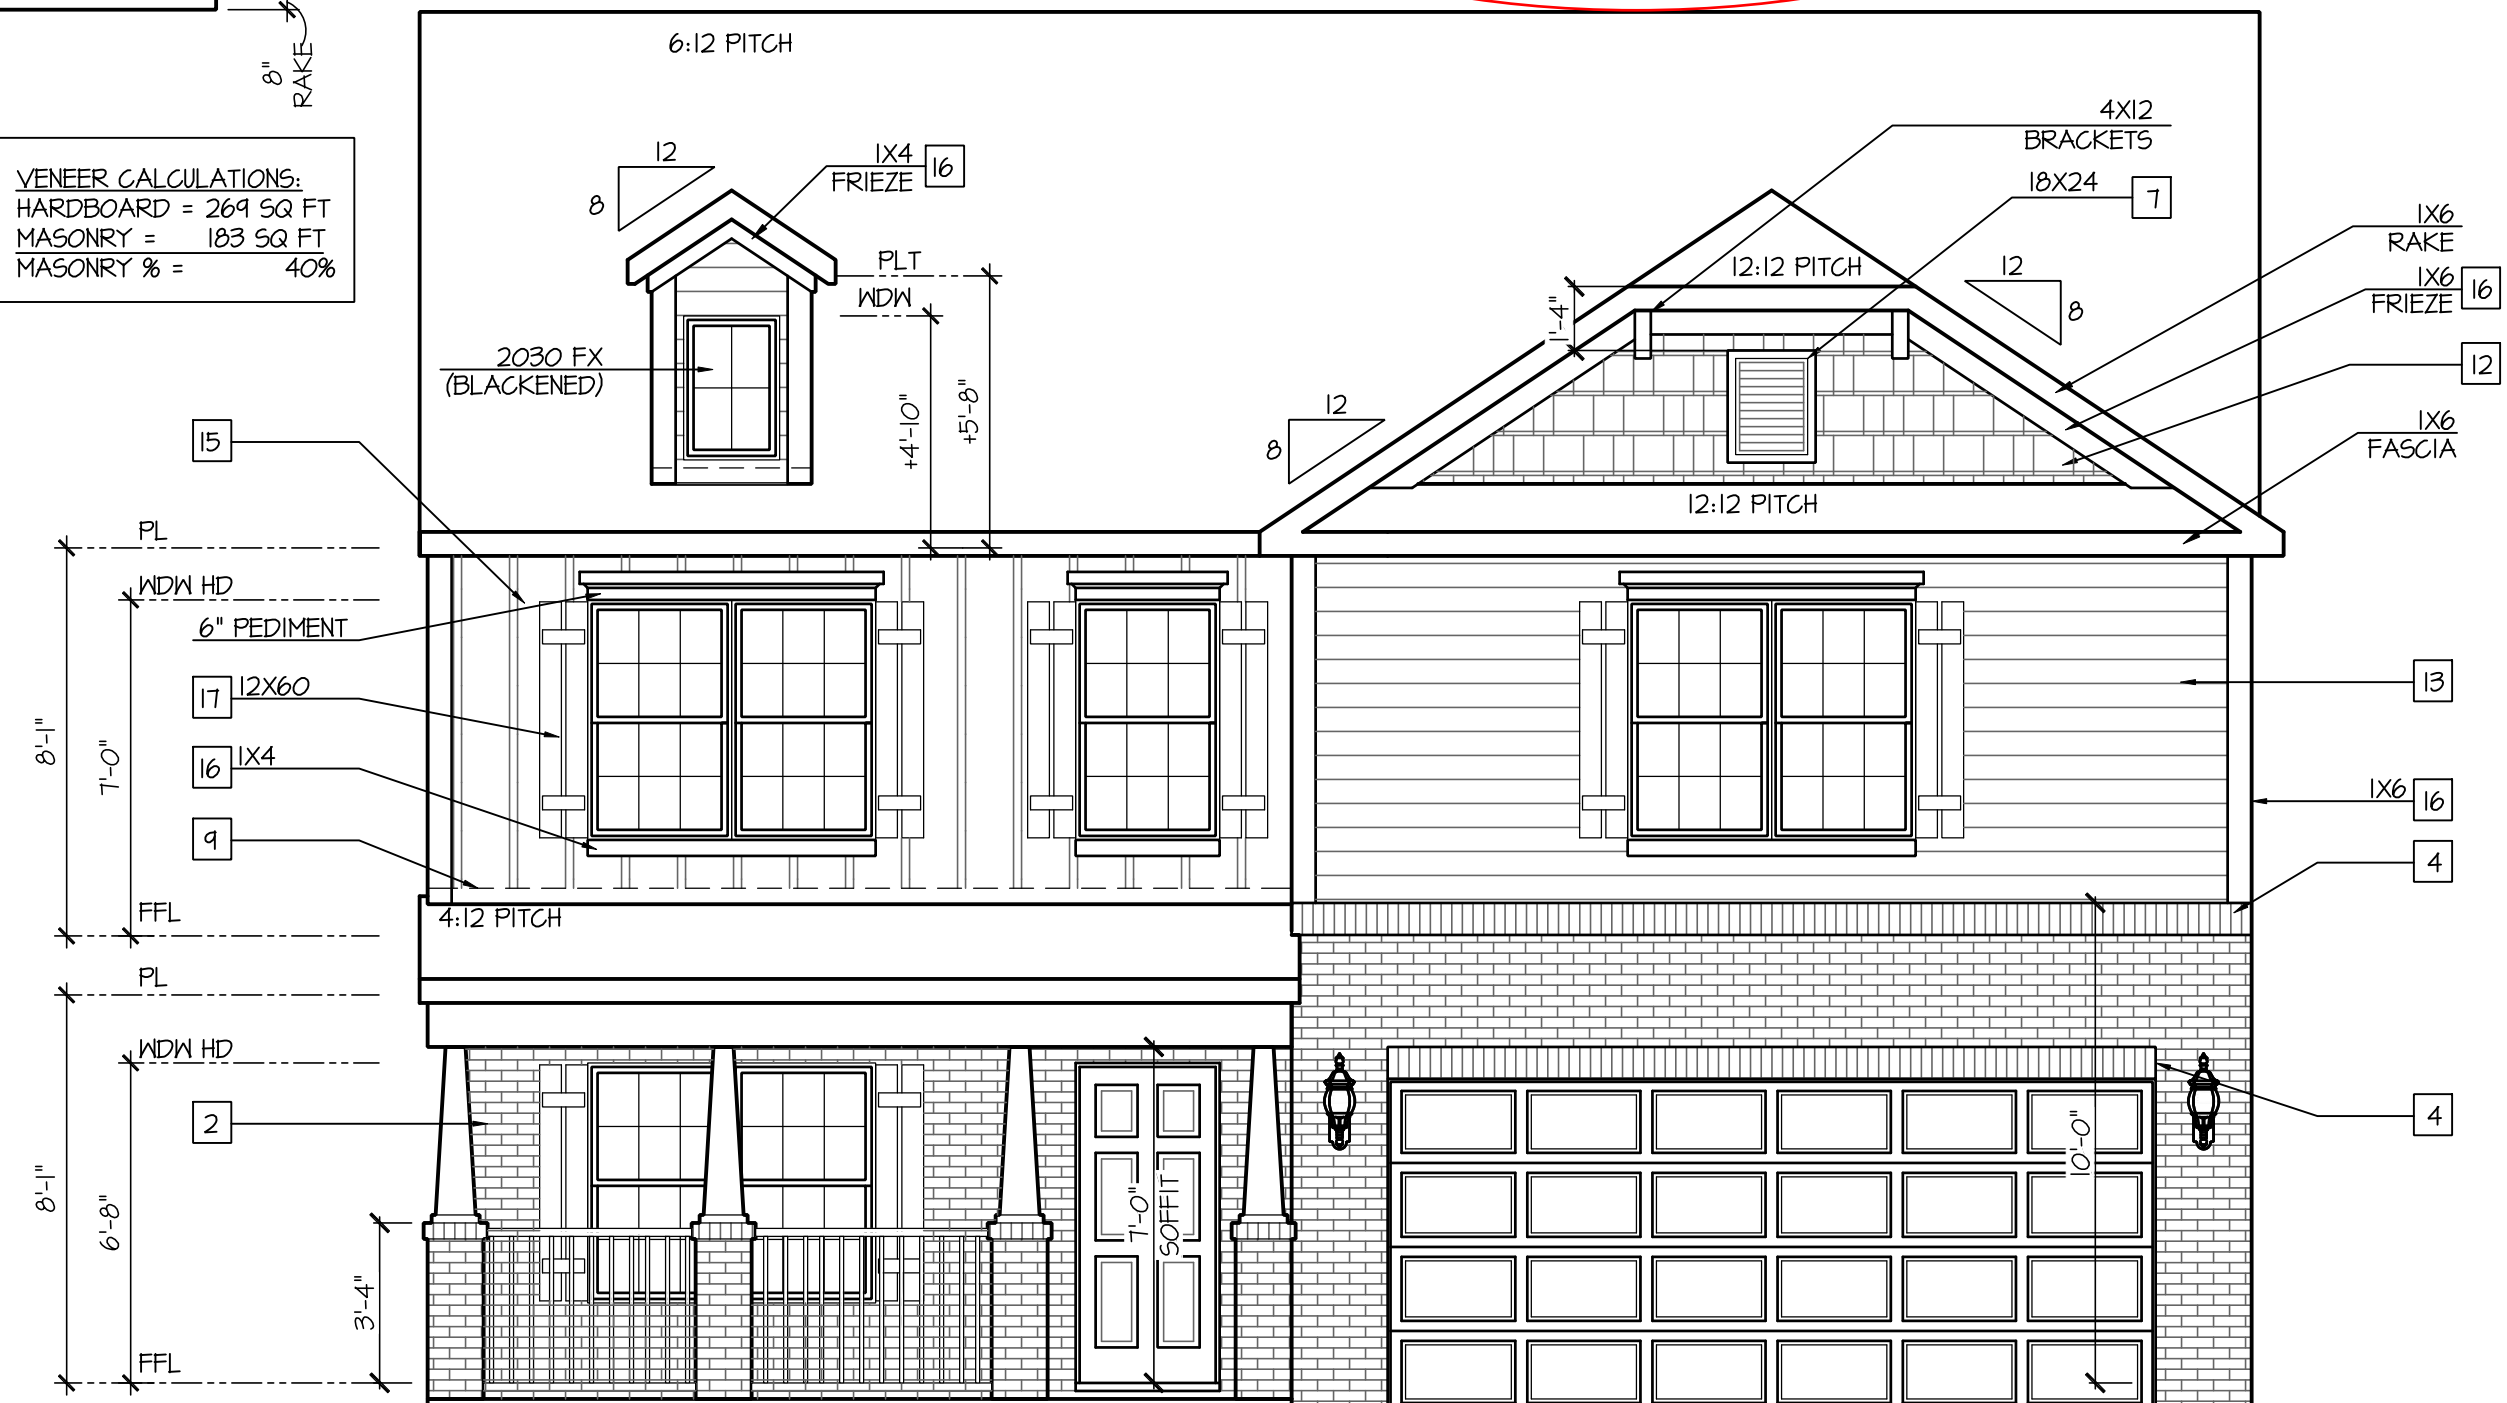 8"
RAKE
6:12 PITCH
VENEER CALCULATIONS:
HARDBOARD = 269 SQ FT
MASONRY = 183 SQ FT
MASONRY % = 40%
12
8
1X4
FRIEZE
16
PLT
WDW
2030 FX
(BLACKENED)
+4'-10"
+5'-8"
4X12
BRACKETS
18X24
7
12:12 PITCH
1'-4"
12
8
1X6
RAKE
1X6
FRIEZE
16
12
1X6
FASCIA
12
8
12:12 PITCH
15
PL
WDW HD
6" PEDIMENT
17
12X60
16
1X4
9
8'-1"
7'-0"
FFL
4:12 PITCH
13
1X6
16
4
PL
WDW HD
2
8'-1"
6'-8"
3'-4"
FFL
7'-0"
SOFFIT
10'-0"
4